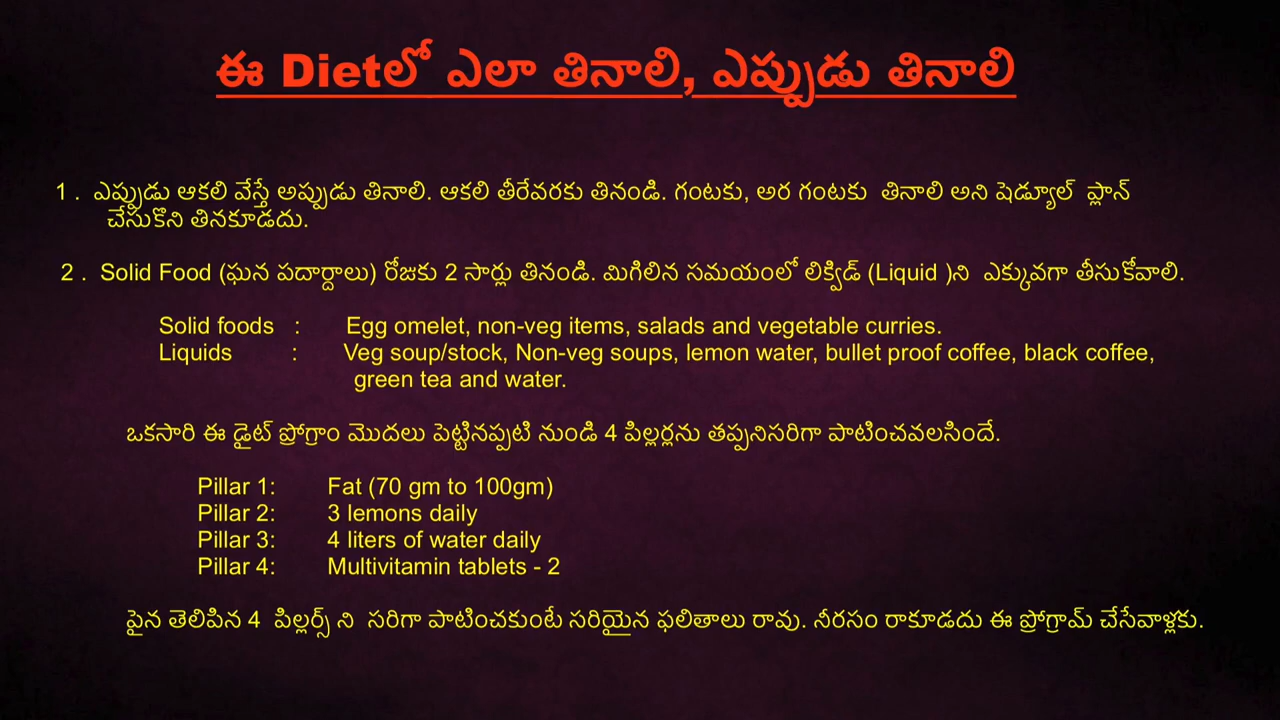 ఈ Dietలో ఎలా తినాలి, ఎప్పుడు తినాలి
1 . ఎప్పుడు ఆకలి వేస్తే అప్పుడు తినాలి. ఆకలి తీరేవరకు తినండి. గంటకు, అర గంటకు తినాలి అని షెడ్యూల్ ప్లాన్
చేసుకొని తినకూడదు.
2 . Solid Food (ఘన పదార్దాలు) రోజుకు 2 సార్లు తినండి. మిగిలిన సమయంలో లిక్విడ్ (Liquid )ని ఎక్కువగా తీసుకోవాలి.
Solid foods : Egg omelet, non-veg items, salads and vegetable curries.
Liquids : Veg soup/stock, Non-veg soups, lemon water, bullet proof coffee, black coffee,
green tea and water.
ఒకసారి ఈ డైట్ ప్రోగ్రాం మొదలు పెట్టినప్పటి నుండి 4 పిల్లర్లను తప్పనిసరిగా పాటించవలసిందే.
Pillar 1: Fat (70 gm to 100gm)
Pillar 2: 3 lemons daily
Pillar 3: 4 liters of water daily
Pillar 4: Multivitamin tablets - 2
పైన తెలిపిన 4 పిల్లర్స్ ని సరిగా పాటించకుంటే సరియైన ఫలితాలు రావు. నీరసం రాకూడదు ఈ ప్రోగ్రామ్ చేసేవాళ్లకు.